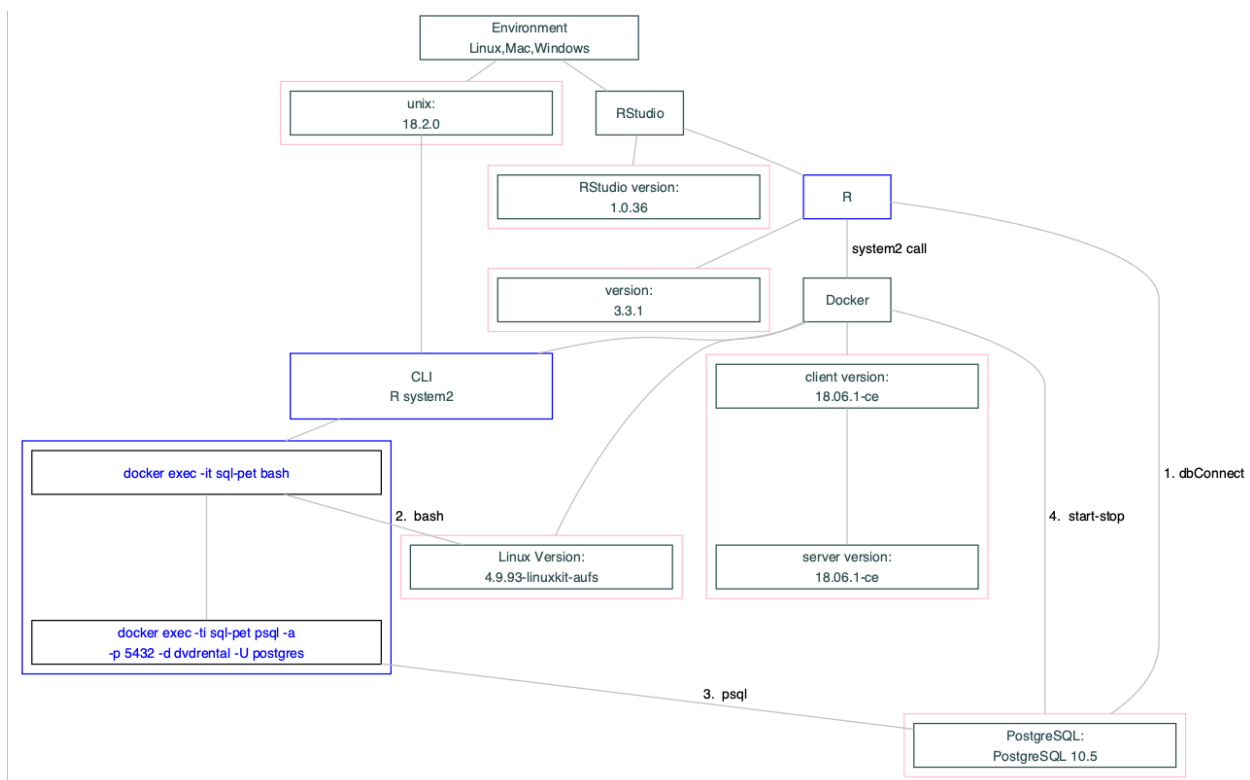 Environment
Linux,Mac,Windows
unix:
18.2.0
RStudio
RStudio version:
1.0.36
R
system2 call
version:
3.3.1
Docker
CLI
R system2
client version:
18.06.1-ce
docker exec -it sql-pet bash
1. dbConnect
2.  bash
4.  start-stop
Linux Version:
4.9.93-linuxkit-aufs
server version:
18.06.1-ce
docker exec -ti sql-pet psql -a
-p 5432 -d dvdrental -U postgres
3.  psql
PostgreSQL:
PostgreSQL 10.5